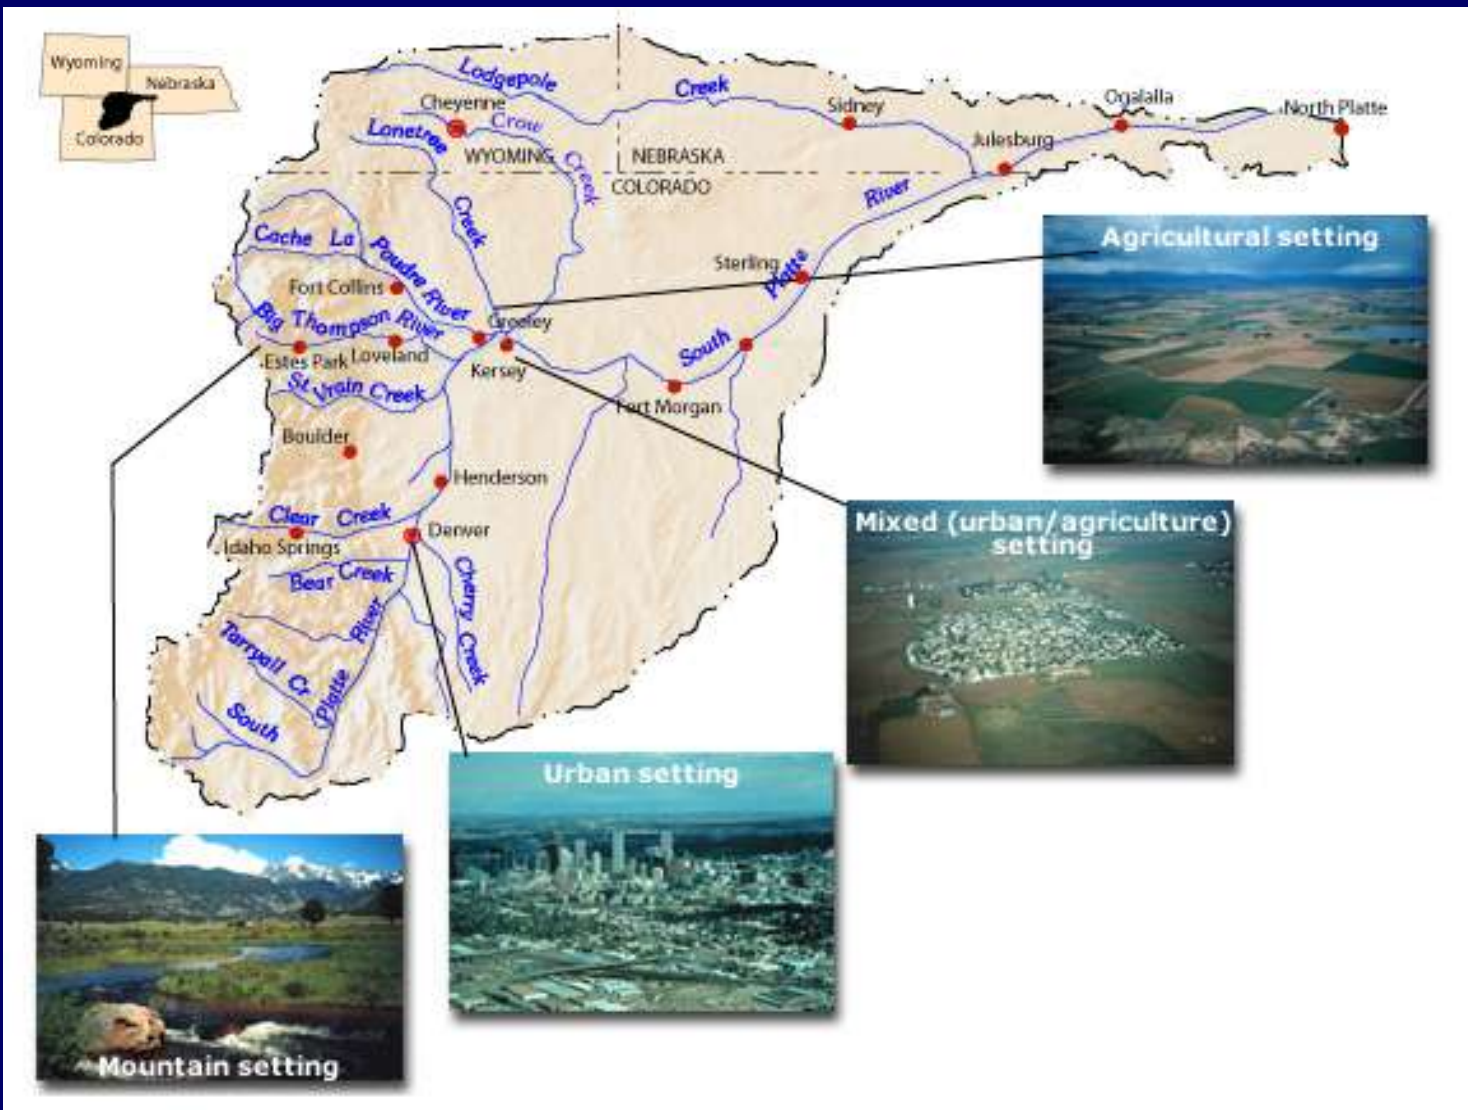 Wyoming
Nebraska
Colorado
Lodgepole Creek
Cheyenne
Crow Creek
Lonetree Creek
WYOMING
NEBRASKA
COLORADO
Sidney
Ogalalla
North Platte
Julesburg
South Platte River
Sterling
Cache La Poudre River
Fort Collins
Big Thompson River
Greeley
Estes Park
Loveland
Kersey
St Vrain Creek
Fort Morgan
Boulder
Henderson
Clear Creek
Idaho Springs
Denver
Bear Creek
Cherry Creek
Tarryall Cr
South Platte River
Agricultural setting
Mixed (urban/agriculture)
setting
Urban setting
Mountain setting